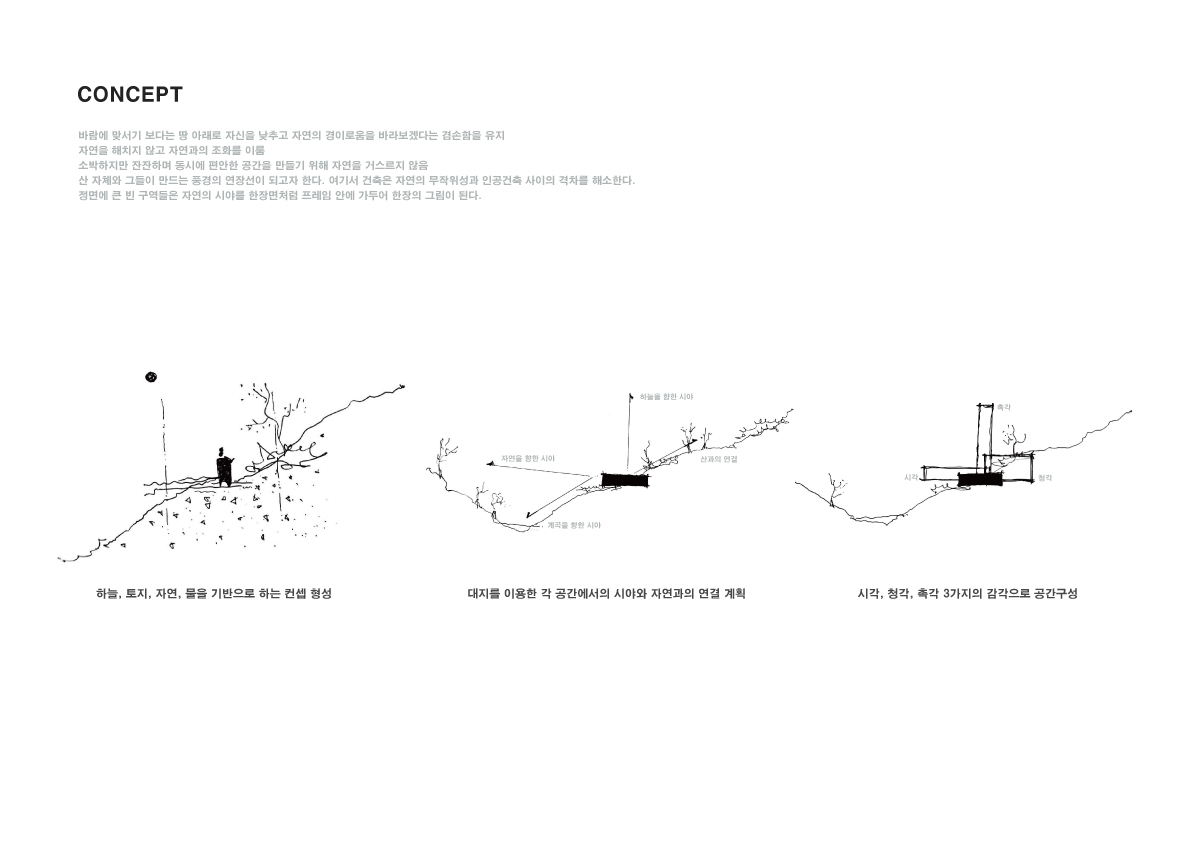 CONCEPT
바람에 맞서기 보다는 땅 아래로 자신을 낮추고 자연의 경이로움을 바라보겠다는 겸손함을 유지
자연을 해치지 않고 자연과의 조화를 이룸
소박하지만 잔잔하며 동시에 편안한 공간을 만들기 위해 자연을 거스르지 않음
산 자체와 그들이 만드는 풍경의 연장선이 되고자 한다. 여기서 건축은 자연의 무작위성과 인공건축 사이의 격차를 해소한다.
정면에 큰 빈 구역들은 자연의 시야를 한장면처럼 프레임 안에 가두어 한장의 그림이 된다.
하늘, 토지, 자연, 물을 기반으로 하는 컨셉 형성
하늘을 향한 시야
자연을 향한 시야
산과의 연결
계곡을 향한 시야
대지를 이용한 각 공간에서의 시야와 자연과의 연결 계획
촉각
시각
청각
시각, 청각, 촉각 3가지의 감각으로 공간구성